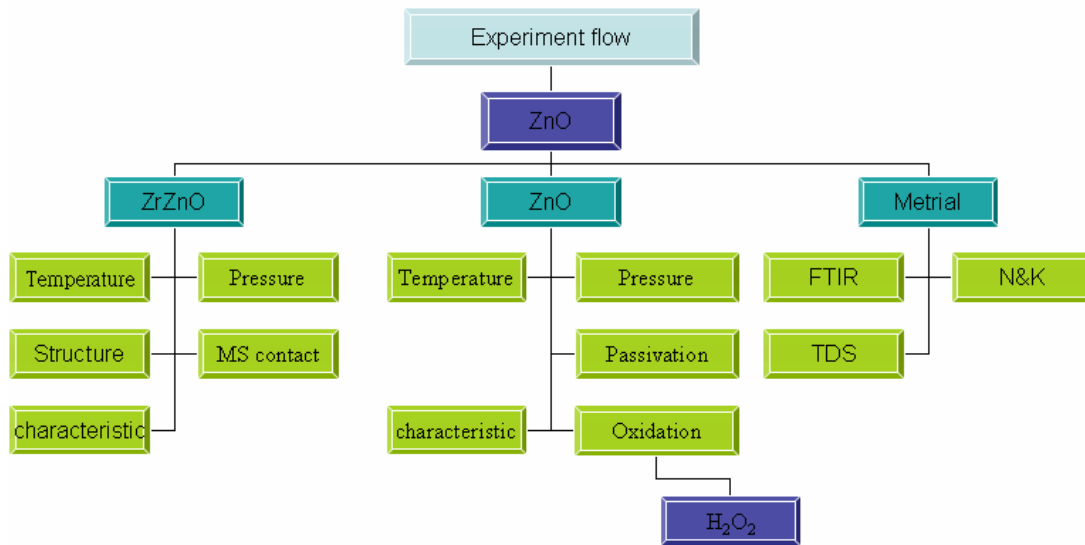 Experiment flow
ZnO
ZrZnO
ZnO
Metrial
Temperature
Pressure
Temperature
Pressure
FTIR
N&K
Structure
MS contact
Passivation
TDS
characteristic
characteristic
Oxidation
H₂O₂